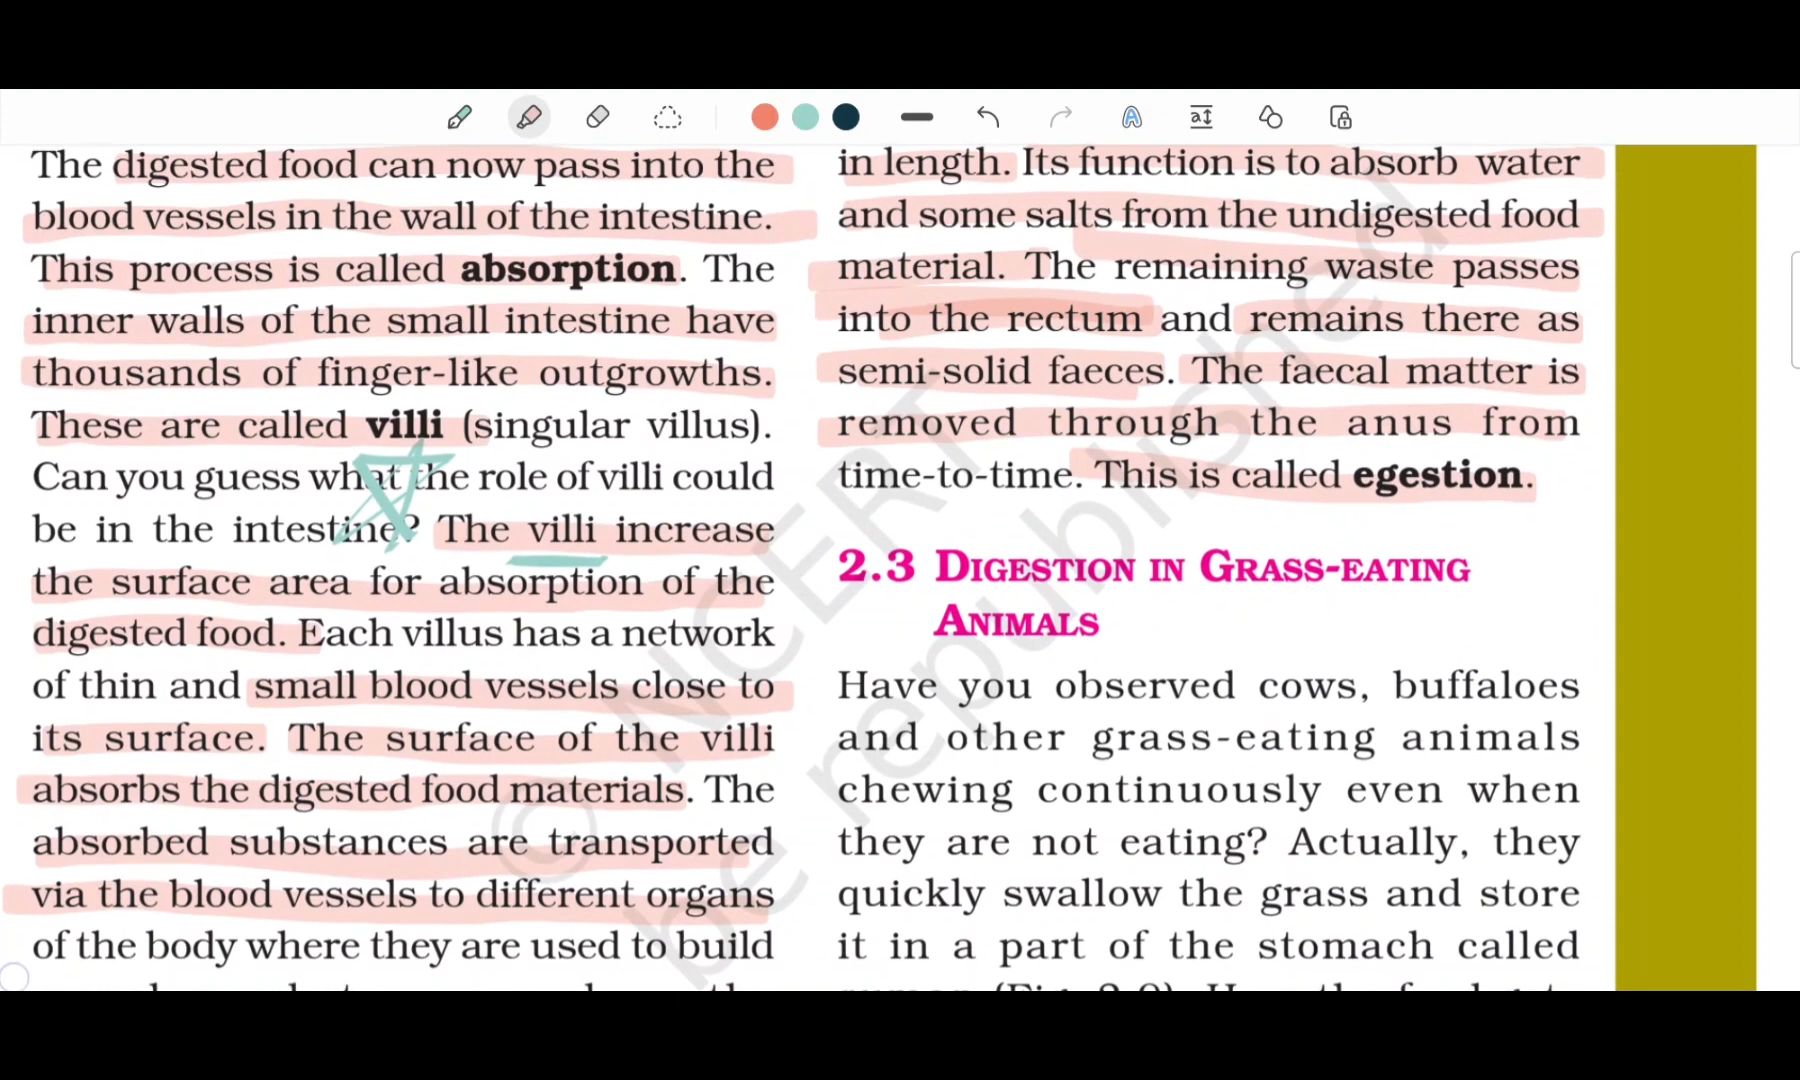 The digested food can now pass into the
blood vessels in the wall of the intestine.
This process is called absorption. The
inner walls of the small intestine have
thousands of finger-like outgrowths.
These are called villi (singular villus).
Can you guess what the role of villi could
be in the intestine? The villi increase
the surface area for absorption of the
digested food. Each villus has a network
of thin and small blood vessels close to
its surface. The surface of the villi
absorbs the digested food materials. The
absorbed substances are transported
via the blood vessels to different organs
of the body where they are used to build
in length. Its function is to absorb water
and some salts from the undigested food
material. The remaining waste passes
into the rectum and remains there as
semi-solid faeces. The faecal matter is
removed through the anus from
time-to-time. This is called egestion.
2.3 DIGESTION IN GRASS-EATING
ANIMALS
Have you observed cows, buffaloes
and other grass-eating animals
chewing continuously even when
they are not eating? Actually, they
quickly swallow the grass and store
it in a part of the stomach called
© NCERT
be republished